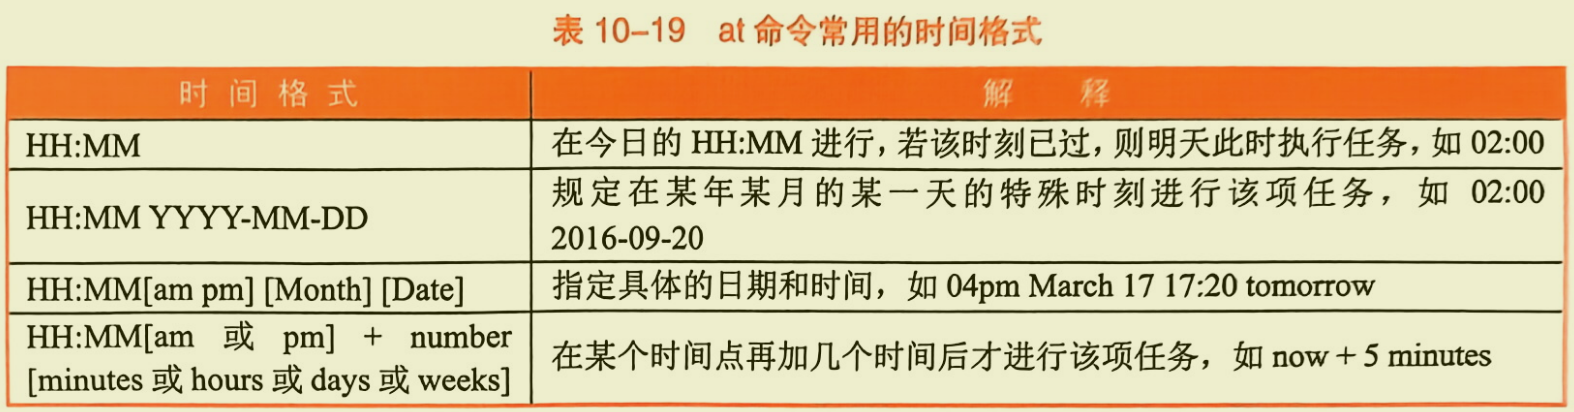 表 10–19 at 命令常用的时间格式
时间格式
解释
HH:MM
在今日的 HH:MM 进行，若该时刻已过，则明天此时执行任务，如 02:00
HH:MM YYYY-MM-DD
规定在某年某月的某一天的特殊时刻进行该项任务，如 02:00
2016-09-20
HH:MM[am pm] [Month] [Date]
指定具体的日期和时间，如 04pm March 17 17:20 tomorrow
HH:MM[am 或 pm] + number
[minutes 或 hours 或 days 或 weeks]
在某个时间点再加几个时间后才进行该项任务，如 now + 5 minutes